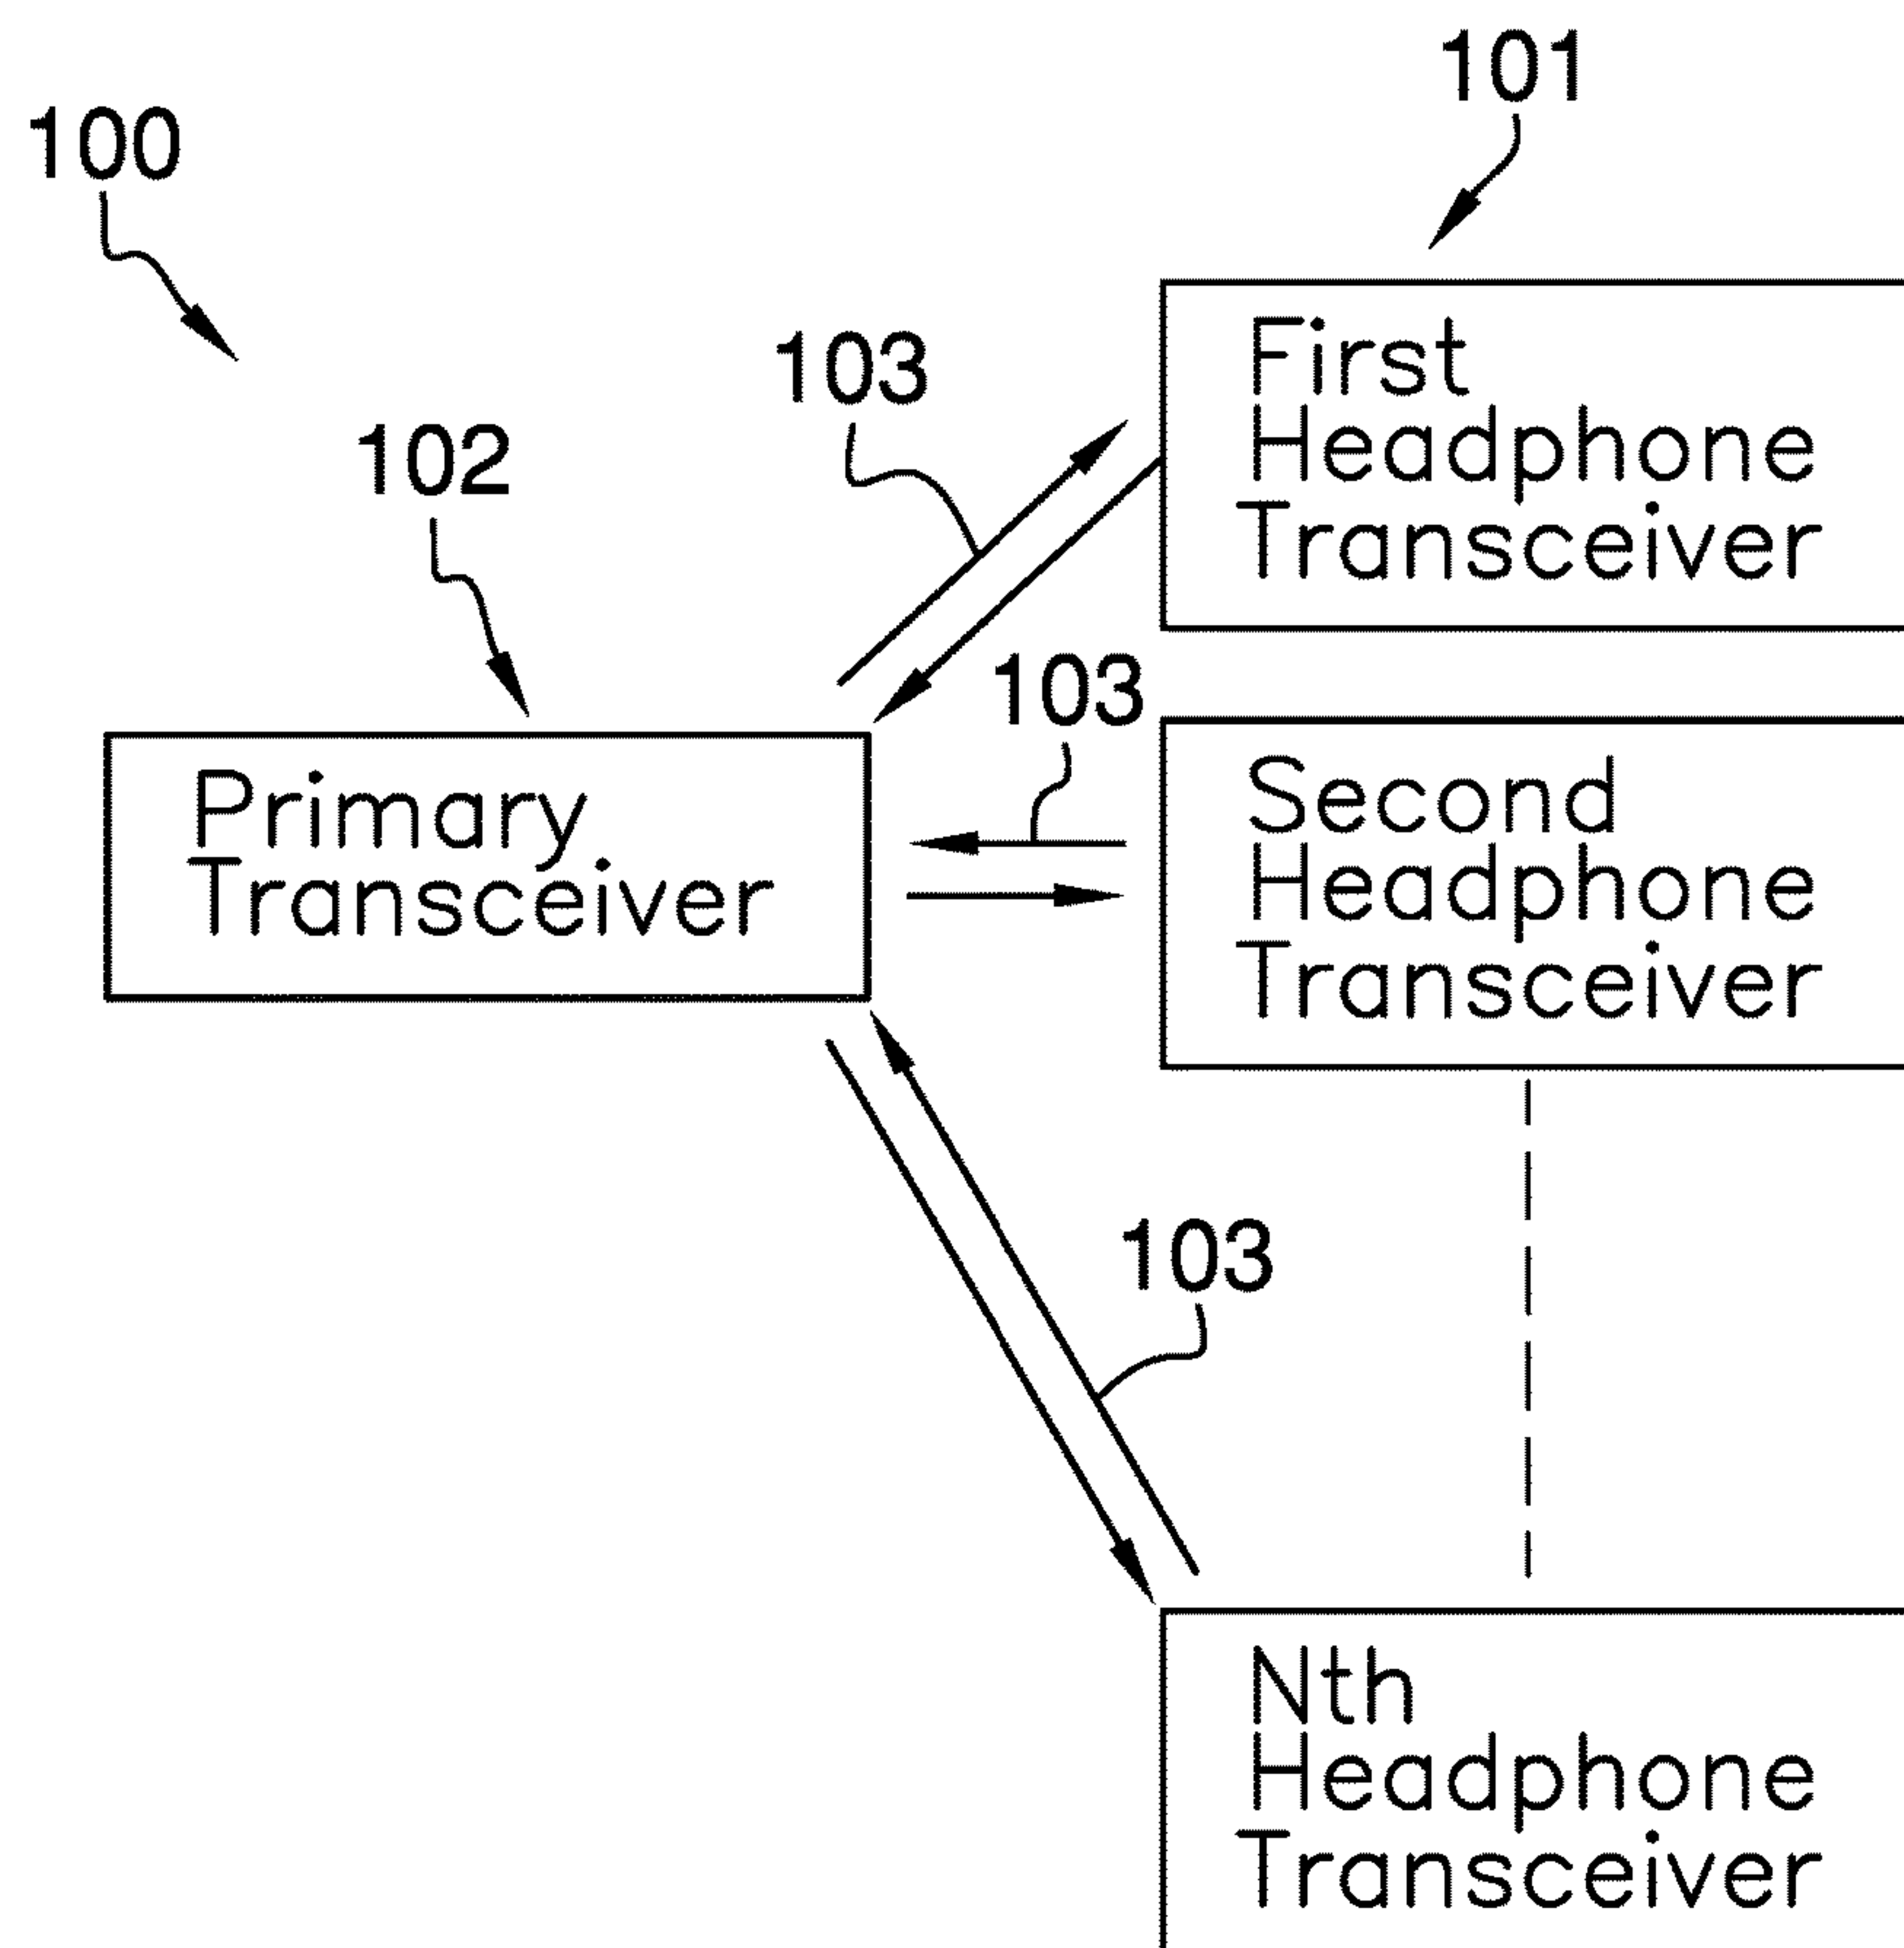 101
100
103
102
First
Headphone
Transceiver
103
Primary
Transceiver
Second
Headphone
Transceiver
103
Nth
Headphone
Transceiver